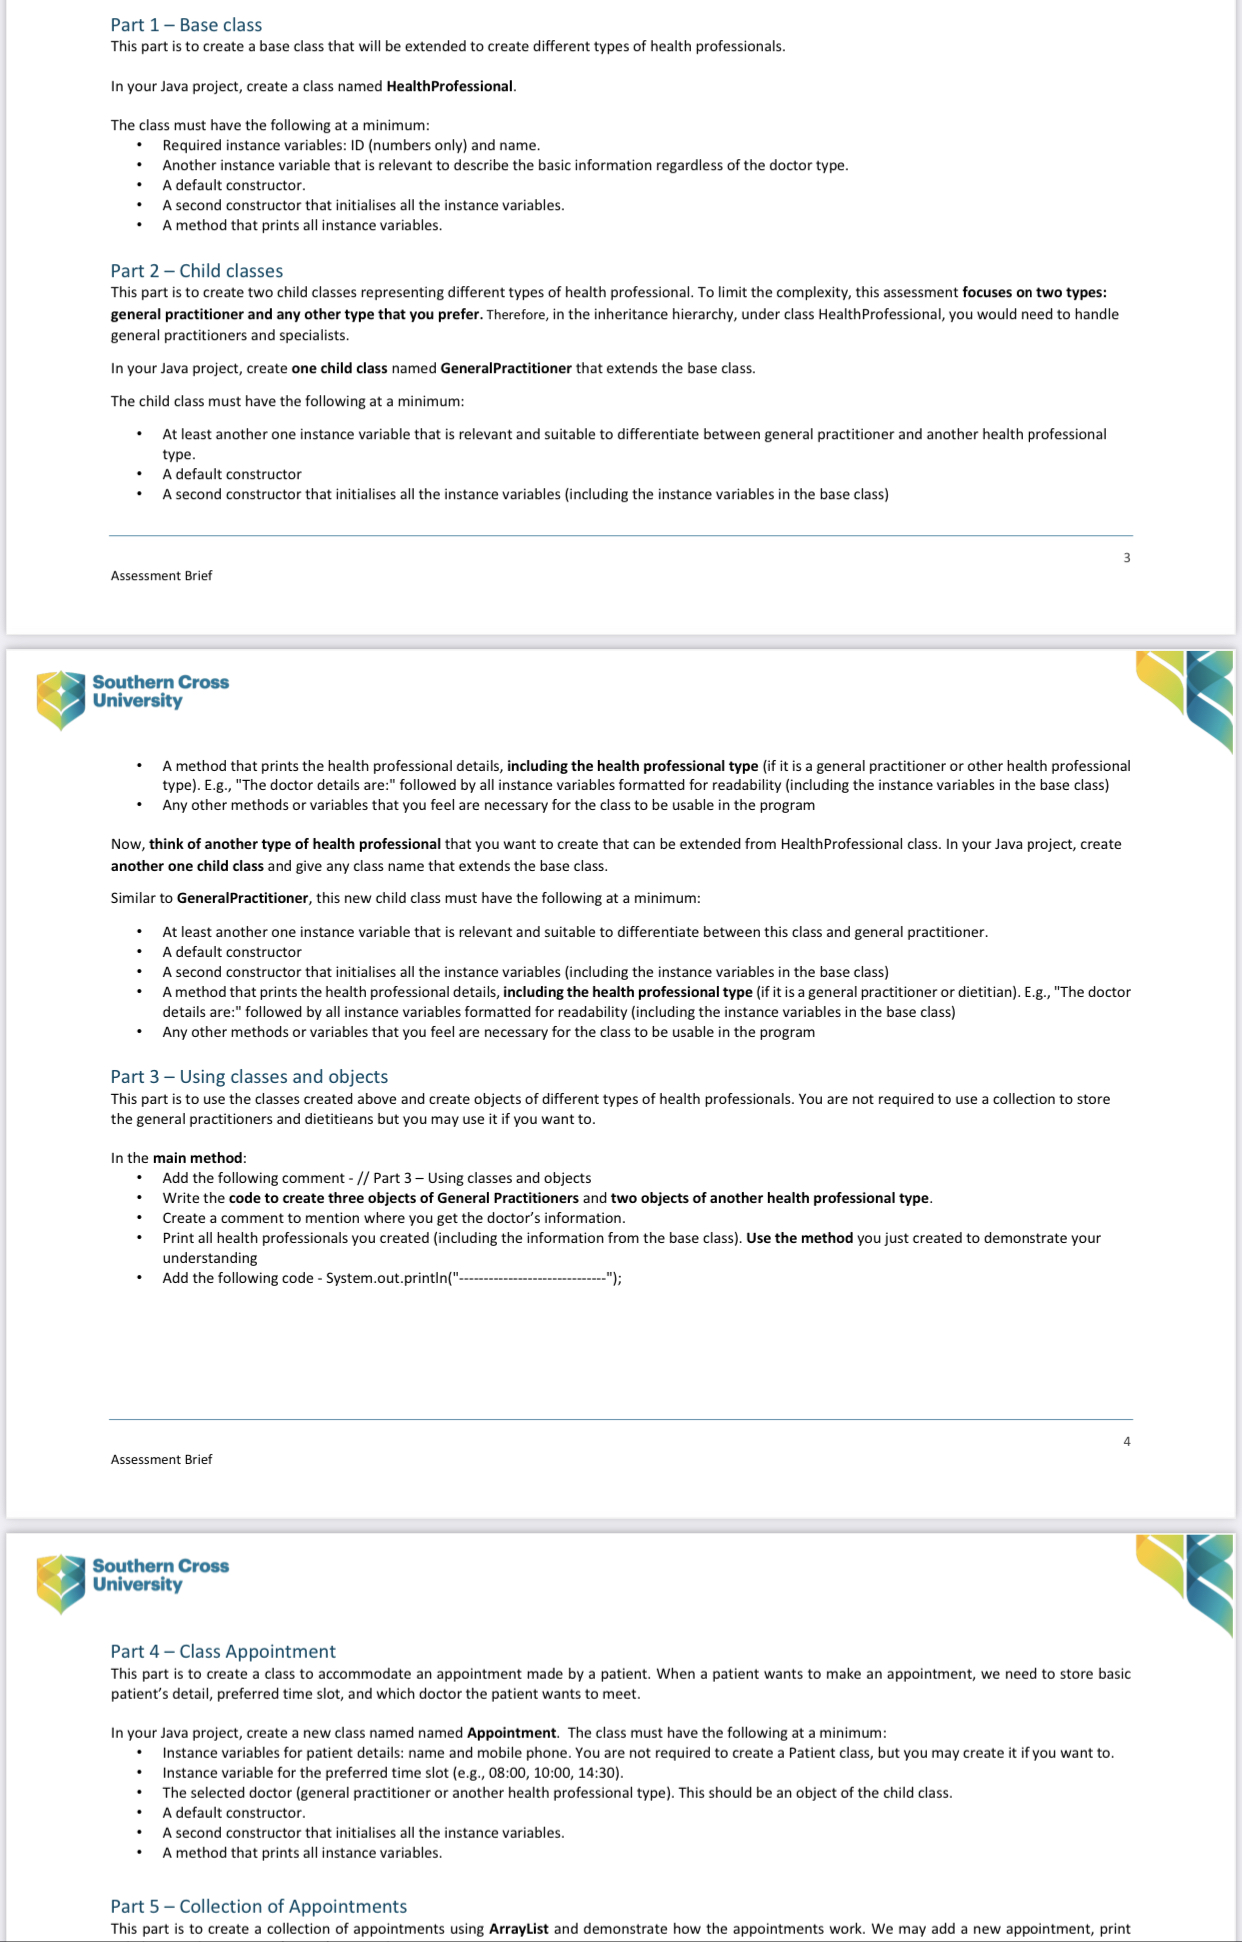 Part 1 – Base class
This part is to create a base class that will be extended to create different types of health professionals.
In your Java project, create a class named HealthProfessional.
The class must have the following at a minimum:
• Required instance variables: ID (numbers only) and name.
• Another instance variable that is relevant to describe the basic information regardless of the doctor type.
• A default constructor.
• A second constructor that initialises all the instance variables.
• A method that prints all instance variables.
Part 2 – Child classes
This part is to create two child classes representing different types of health professional. To limit the complexity, this assessment focuses on two types:
general practitioner and any other type that you prefer. Therefore, in the inheritance hierarchy, under class HealthProfessional, you would need to handle
general practitioners and specialists.
In your Java project, create one child class named GeneralPractitioner that extends the base class.
The child class must have the following at a minimum:
• At least another one instance variable that is relevant and suitable to differentiate between general practitioner and another health professional
type.
• A default constructor
• A second constructor that initialises all the instance variables (including the instance variables in the base class)
3
Assessment Brief
Southern Cross
University
• A method that prints the health professional details, including the health professional type (if it is a general practitioner or other health professional
type). E.g., "The doctor details are:" followed by all instance variables formatted for readability (including the instance variables in the base class)
• Any other methods or variables that you feel are necessary for the class to be usable in the program
Now, think of another type of health professional that you want to create that can be extended from HealthProfessional class. In your Java project, create
another one child class and give any class name that extends the base class.
Similar to GeneralPractitioner, this new child class must have the following at a minimum:
• At least another one instance variable that is relevant and suitable to differentiate between this class and general practitioner.
• A default constructor
• A second constructor that initialises all the instance variables (including the instance variables in the base class)
• A method that prints the health professional details, including the health professional type (if it is a general practitioner or dietitian). E.g., "The doctor
details are:" followed by all instance variables formatted for readability (including the instance variables in the base class)
• Any other methods or variables that you feel are necessary for the class to be usable in the program
Part 3 – Using classes and objects
This part is to use the classes created above and create objects of different types of health professionals. You are not required to use a collection to store
the general practitioners and dietitieans but you may use it if you want to.
In the main method:
• Add the following comment - // Part 3 – Using classes and objects
• Write the code to create three objects of General Practitioners and two objects of another health professional type.
• Create a comment to mention where you get the doctor's information.
• Print all health professionals you created (including the information from the base class). Use the method you just created to demonstrate your
understanding
• Add the following code - System.out.println("------------------------------");
4
Assessment Brief
Southern Cross
University
Part 4 – Class Appointment
This part is to create a class to accommodate an appointment made by a patient. When a patient wants to make an appointment, we need to store basic
patient's detail, preferred time slot, and which doctor the patient wants to meet.
In your Java project, create a new class named named Appointment. The class must have the following at a minimum:
• Instance variables for patient details: name and mobile phone. You are not required to create a Patient class, but you may create it if you want to.
• Instance variable for the preferred time slot (e.g., 08:00, 10:00, 14:30).
• The selected doctor (general practitioner or another health professional type). This should be an object of the child class.
• A default constructor.
• A second constructor that initialises all the instance variables.
• A method that prints all instance variables.
Part 5 – Collection of Appointments
This part is to create a collection of appointments using ArrayList and demonstrate how the appointments work. We may add a new appointment, print